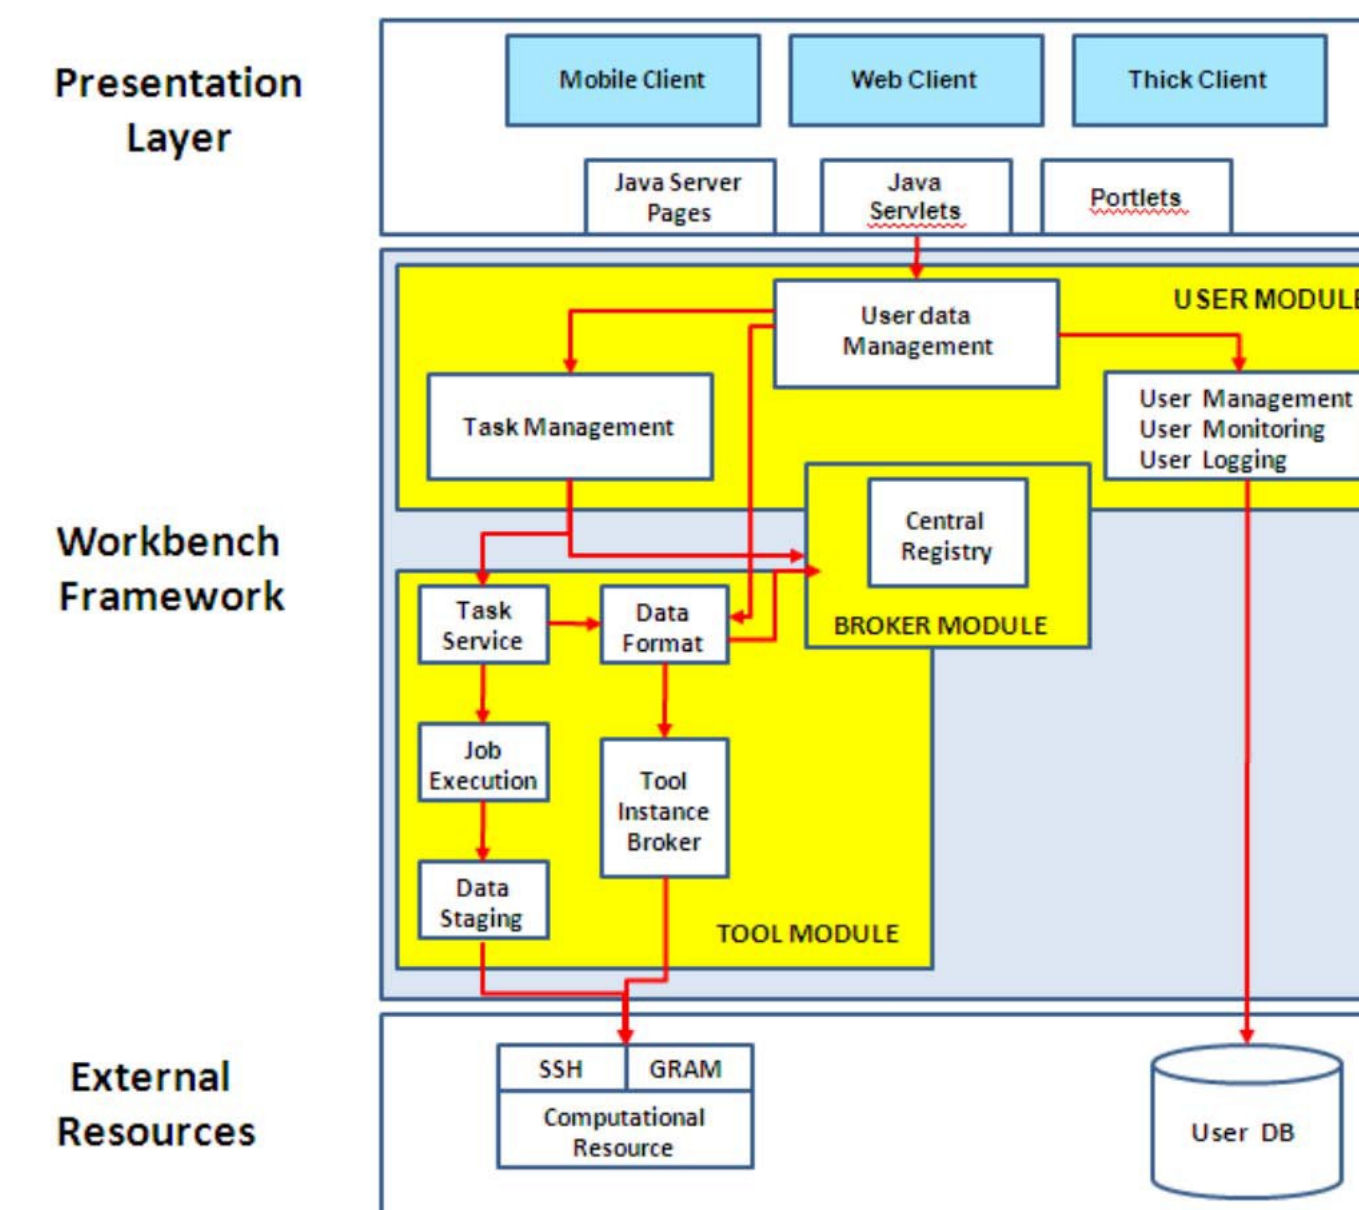 Presentation
Layer
Mobile Client
Web Client
Thick Client
Java Server
Pages
Java
Servlets
Portlets
Workbench
Framework
USER MODULE
User data
Management
Task Management
User Management
User Monitoring
User Logging
Central
Registry
BROKER MODULE
Task
Service
Data
Format
Job
Execution
Tool
Instance
Broker
Data
Staging
TOOL MODULE
External
Resources
SSH
GRAM
Computational
Resource
User DB